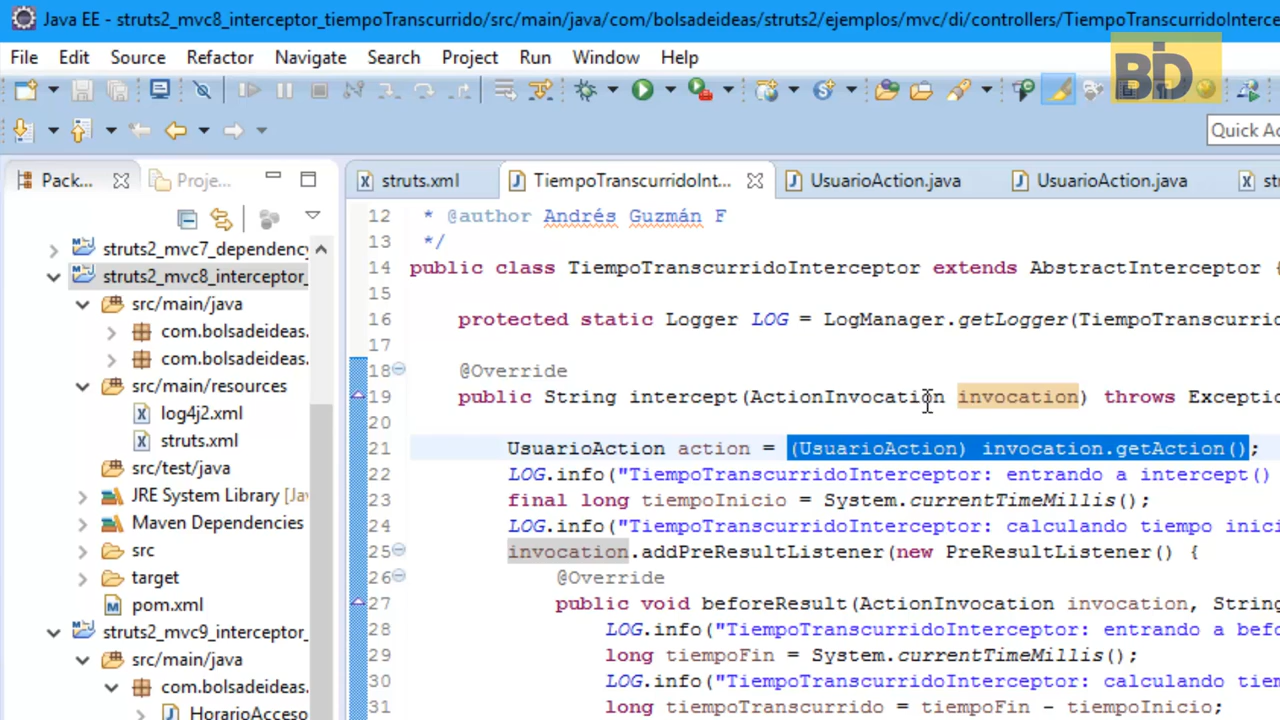 Java EE - struts_mvc8_interceptor_tiempoTranscurrido/src/main/java/com/bolsadeideas/struts2/ejemplos/mvc/di/controllers/TiempoTranscurridoInterce
File Edit Source Refactor Navigate Search Project Run Window Help
BID
Quick Ac
Pack...
Proje...
struts.xml
TiempoTranscurridoInt...
UsuarioAction.java
UsuarioAction.java
st
struts2_mvc7_dependency
struts2_mvc8_interceptor_
src/main/java
com.bolsadeideas.
com.bolsadeideas.
src/main/resources
log4j2.xml
struts.xml
src/test/java
JRE System Library [Jav
Maven Dependencies
src
target
pom.xml
struts2_mvc9_interceptor_
src/main/java
com.bolsadeideas.
HorarioAcceso
12 * @author Andrés Guzmán F
13 */
14 public class TiempoTranscurridoInterceptor extends AbstractInterceptor {
15
16 protected static Logger LOG = LogManager.getLogger(TiempoTranscurrid
17
18 @Override
19 public String intercept(ActionInvocation invocation) throws Exceptio
20
21 UsuarioAction action = (UsuarioAction) invocation.getAction();
22 LOG.info("TiempoTranscurridoInterceptor: entrando a intercept()
23 final long tiempoInicio = System.currentTimeMillis();
24 LOG.info("TiempoTranscurridoInterceptor: calculando tiempo inici
25 invocation.addPreResultListener(new PreResultListener() {
26 @Override
27 public void beforeResult(ActionInvocation invocation, String
28 LOG.info("TiempoTranscurridoInterceptor: entrando a befo
29 long tiempoFin = System.currentTimeMillis();
30 LOG.info("TiempoTranscurridoInterceptor: calculando tiem
31 long tiempoTranscurrido = tiempoFin - tiempoInicio;